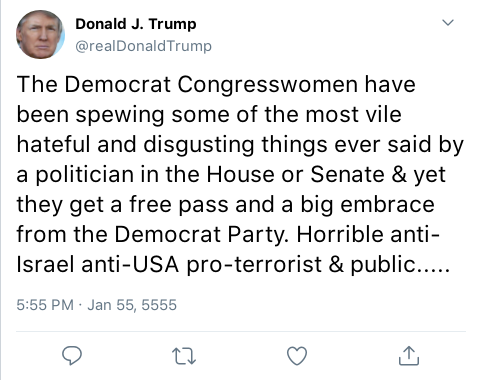 Donald J. Trump
@realDonaldTrump
The Democrat Congresswomen have
been spewing some of the most vile
hateful and disgusting things ever said by
a politician in the House or Senate & yet
they get a free pass and a big embrace
from the Democrat Party. Horrible anti-
Israel anti-USA pro-terrorist & public.....
5:55 PM · Jan 55, 5555